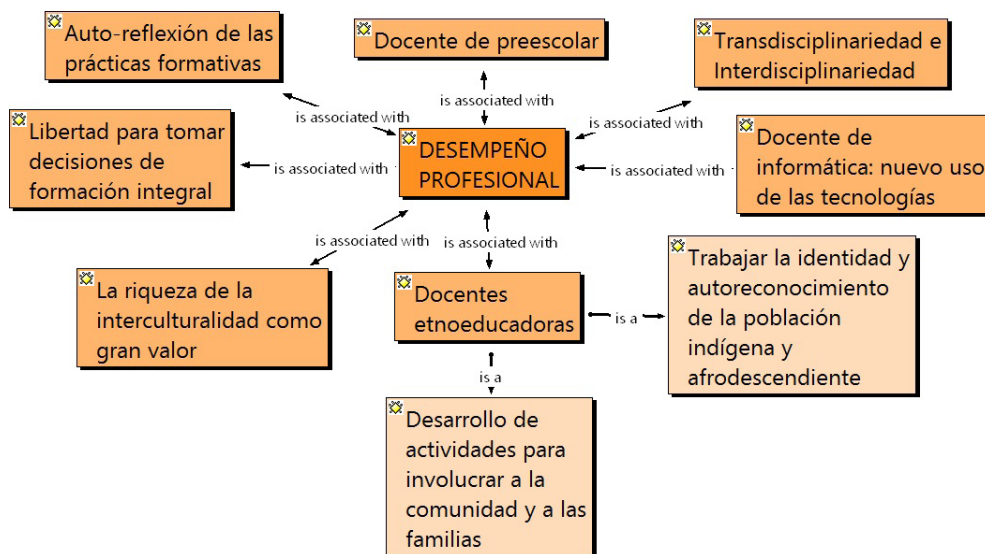 Auto-reflexión de las
prácticas formativas
Docente de preescolar
Transdisciplinariedad e
Interdisciplinariedad
is associated with
is associated with
is associated with
Libertad para tomar
decisiones de
formación integral
is associated with
DESEMPEÑO
PROFESIONAL
is associated with
Docente de
informática: nuevo uso
de las tecnologías
is associated with
is associated with
La riqueza de la
interculturalidad como
gran valor
Docentes
etnoeducadoras
is a
Trabajar la identidad y
autoreconocimiento
de la población
indígena y
afrodescendiente
is a
Desarrollo de
actividades para
involucrar a la
comunidad y a las
familias